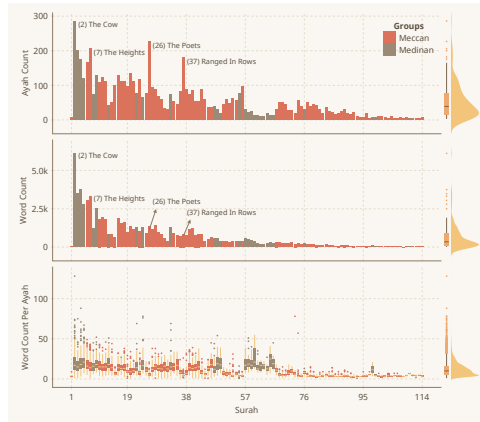 300
200
100
0
Ayah Count
(2) The Cow
(7) The Heights
(26) The Poets
(37) Ranged In Rows
Groups
Meccan
Medinan
5.0k
2.5k
0
Word Count
(2) The Cow
(7) The Heights
(26) The Poets
(37) Ranged In Rows
100
50
0
Word Count Per Ayah
1
19
38
57
76
95
114
Surah